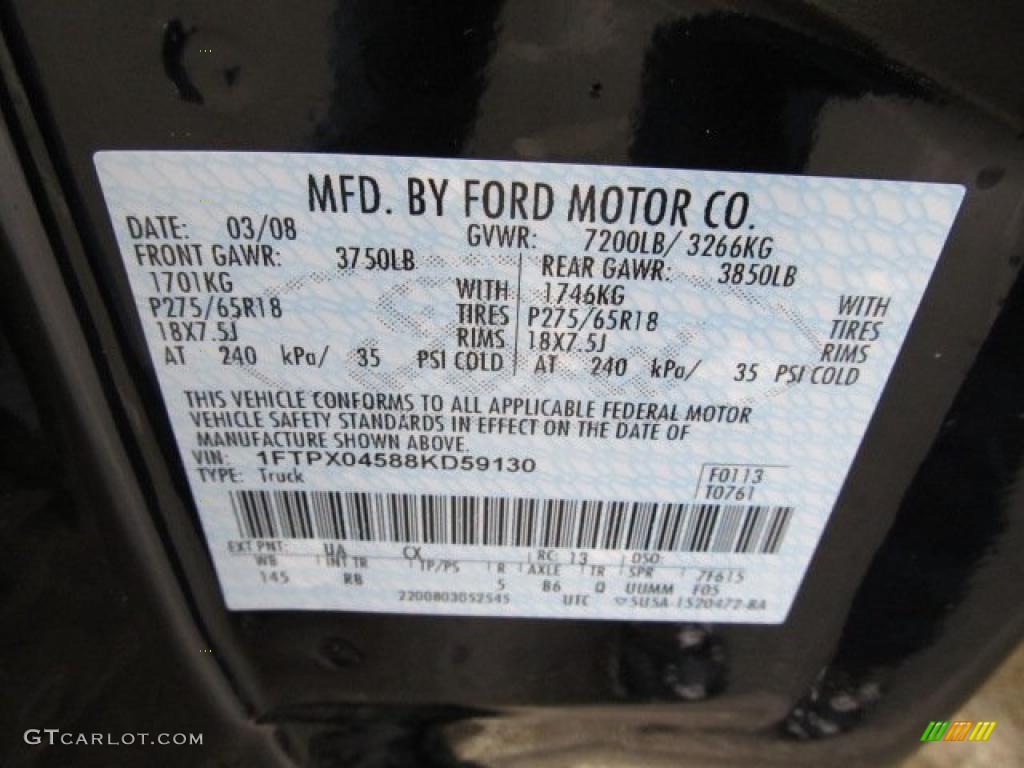 MFD. BY FORD MOTOR CO.
DATE: 03/08 GVWR: 7200LB/ 3266KG
FRONT GAWR: 3750LB REAR GAWR: 3850LB
1701KG WITH 1746KG WITH
P275/65R18 TIRES P275/65R18 TIRES
18X7.5J RIMS 18X7.5J RIMS
AT 240 kPa/ 35 PSI COLD AT 240 kPa/ 35 PSI COLD
THIS VEHICLE CONFORMS TO ALL APPLICABLE FEDERAL MOTOR
VEHICLE SAFETY STANDARDS IN EFFECT ON THE DATE OF
MANUFACTURE SHOWN ABOVE.
VIN: 1FTPX04588KD59130
TYPE: Truck
F0113
T0761
EXT PNT: UA CX RC: 13 DSO:
WB INT TR TP/PS R AXLE TR SPR 7F615
145 RB 5 B6 Q UUMM F05
2200803052545 UTC 5U5A-1520472-BA
GTCARLOT.COM